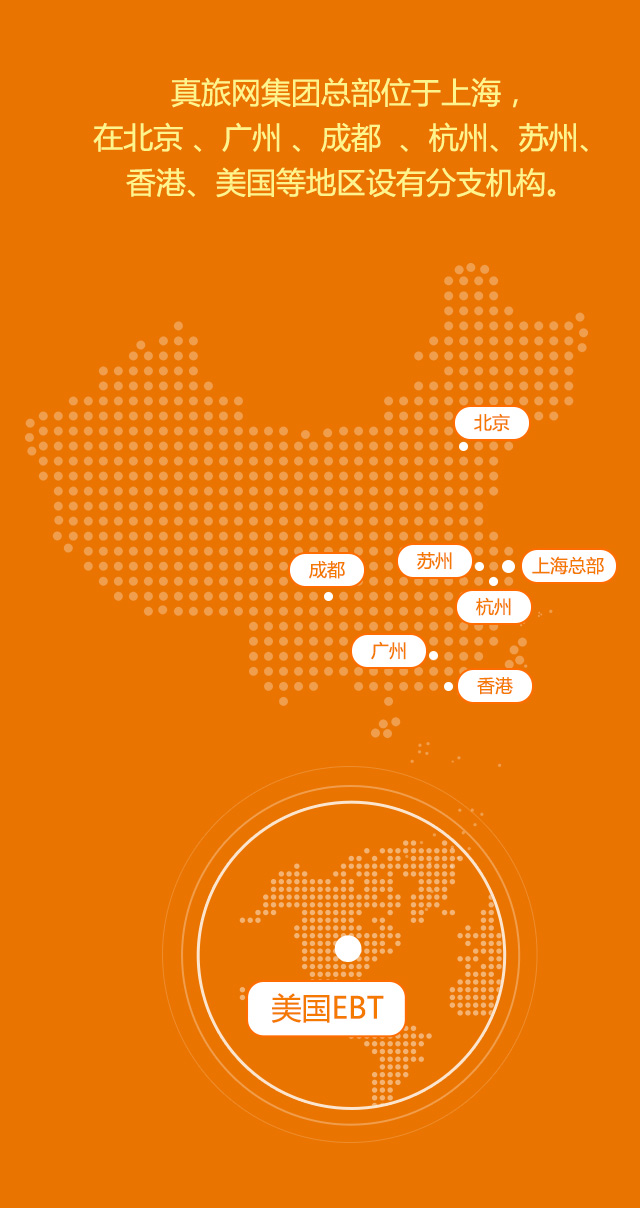 真旅网集团总部位于上海，
在北京 、广州 、成都 、杭州、苏州、
香港、美国等地区设有分支机构。
北京
苏州
上海总部
成都
杭州
广州
香港
美国EBT